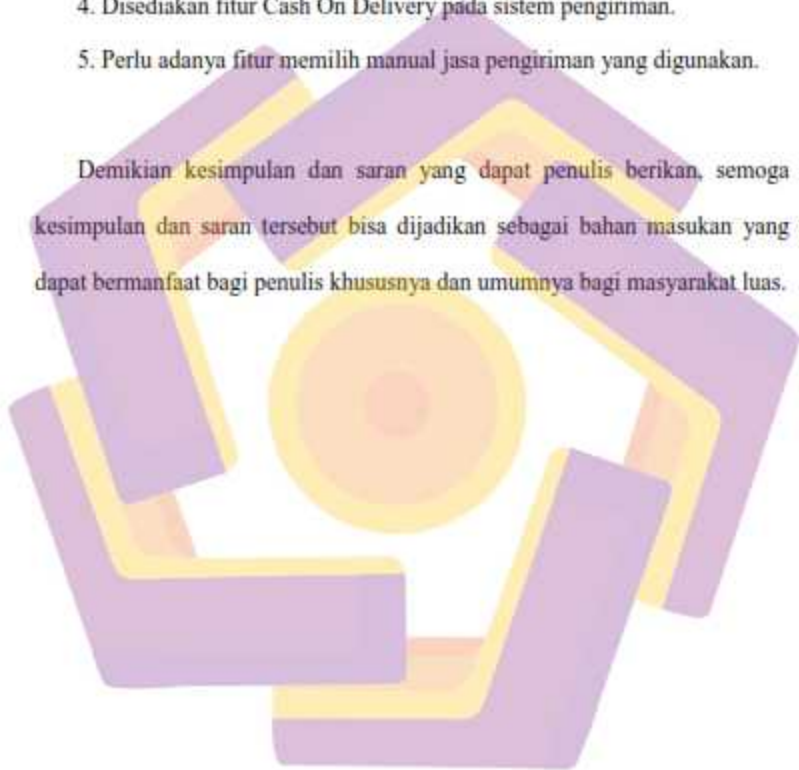 4. Disediakan fitur Cash On Delivery pada sistem pengiriman.
5. Perlu adanya fitur memilih manual jasa pengiriman yang digunakan.
Demikian kesimpulan dan saran yang dapat penulis berikan, semoga
kesimpulan dan saran tersebut bisa dijadikan sebagai bahan masukan yang
dapat bermanfaat bagi penulis khususnya dan umumnya bagi masyarakat luas.